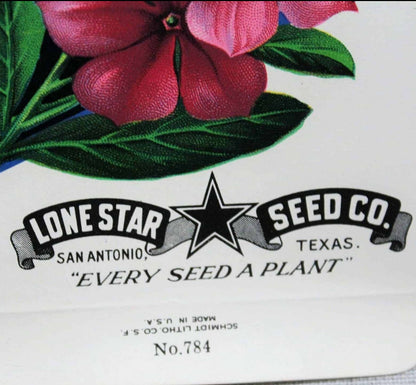 LONE STAR SEED CO.
SAN ANTONIO, TEXAS.
"EVERY SEED A PLANT"
SCHMIDT LITHO. CO. S. F.
MADE IN U.S.A.
No. 784